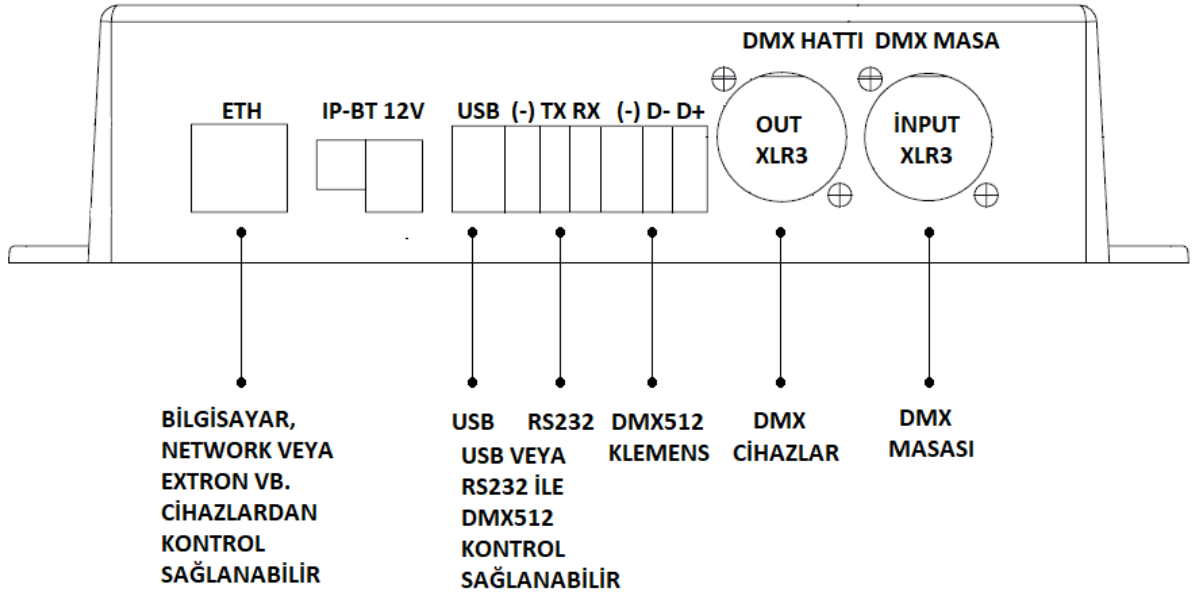 DMX HATTI DMX MASA
ETH IP-BT 12V USB (-) TX RX (-) D- D+
OUT
XLR3
İNPUT
XLR3
BİLGİSAYAR,
NETWORK VEYA
EXTRON VB.
CİHAZLARDAN
KONTROL
SAĞLANABİLİR
USB RS232
USB VEYA
RS232 İLE
DMX512
KONTROL
SAĞLANABİLİR
DMX512
KLEMENS
DMX
CİHAZLAR
DMX
MASASI